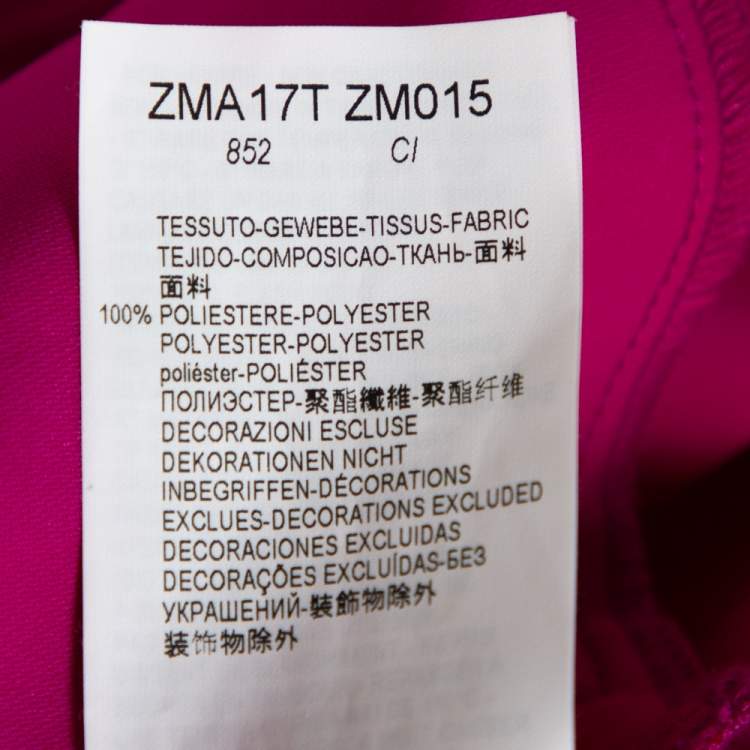 ZMA17T ZM015
852 CI
TESSUTO-GEWEBE-TISSUS-FABRIC
TEJIDO-COMPOSICAO-ТКАНЬ-面料
面料
100% POLIESTERE-POLYESTER
POLYESTER-POLYESTER
poliéster-POLIÉSTER
ПОЛИЭСТЕР-聚酯纖維-聚酯纤维
DECORAZIONI ESCLUSE
DEKORATIONEN NICHT
INBEGRIFFEN-DÉCORATIONS
EXCLUES-DECORATIONS EXCLUDED
DECORACIONES EXCLUIDAS
DECORAÇÕES EXCLUÍDAS-БЕЗ
УКРАШЕНИЙ-裝飾物除外
装饰物除外